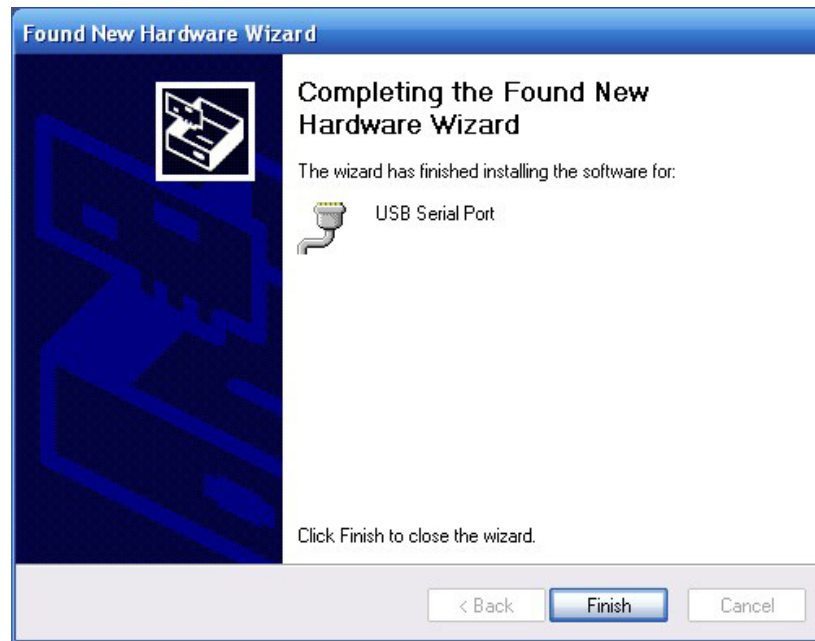 Found New Hardware Wizard
Completing the Found New
Hardware Wizard
The wizard has finished installing the software for:
USB Serial Port
Click Finish to close the wizard.
< Back Finish Cancel